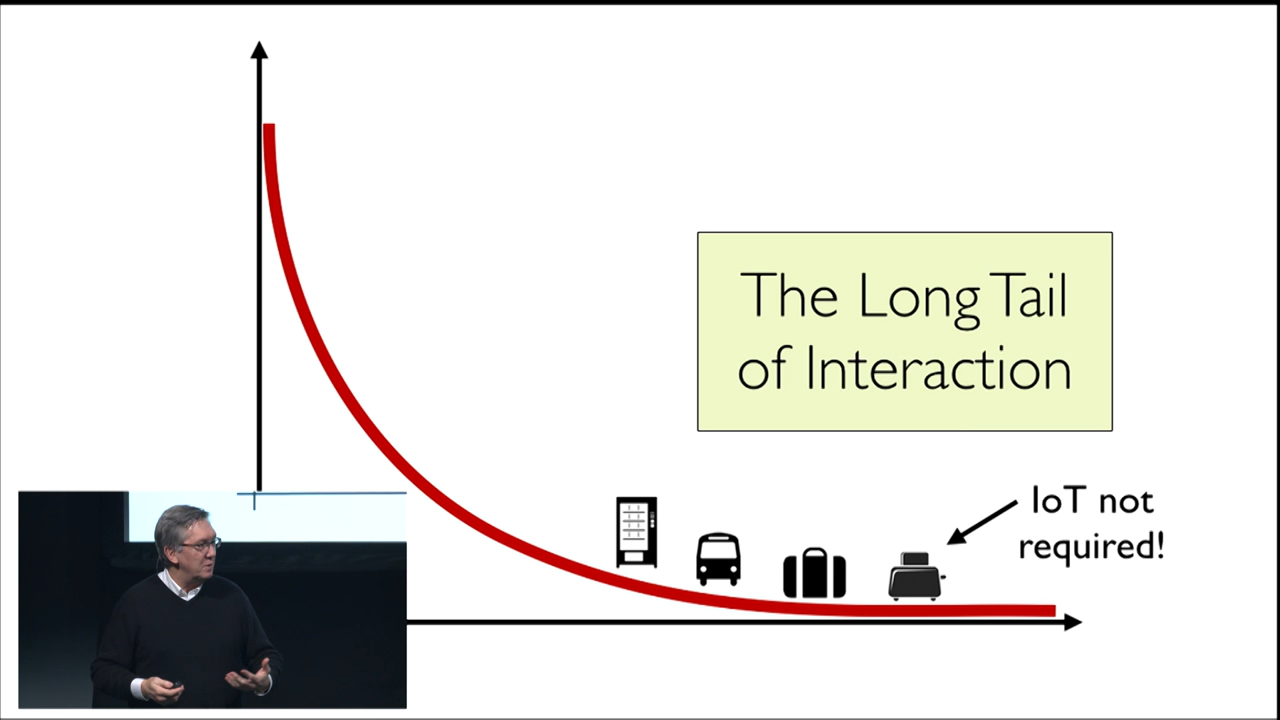 The Long Tail
of Interaction
IoT not
required!